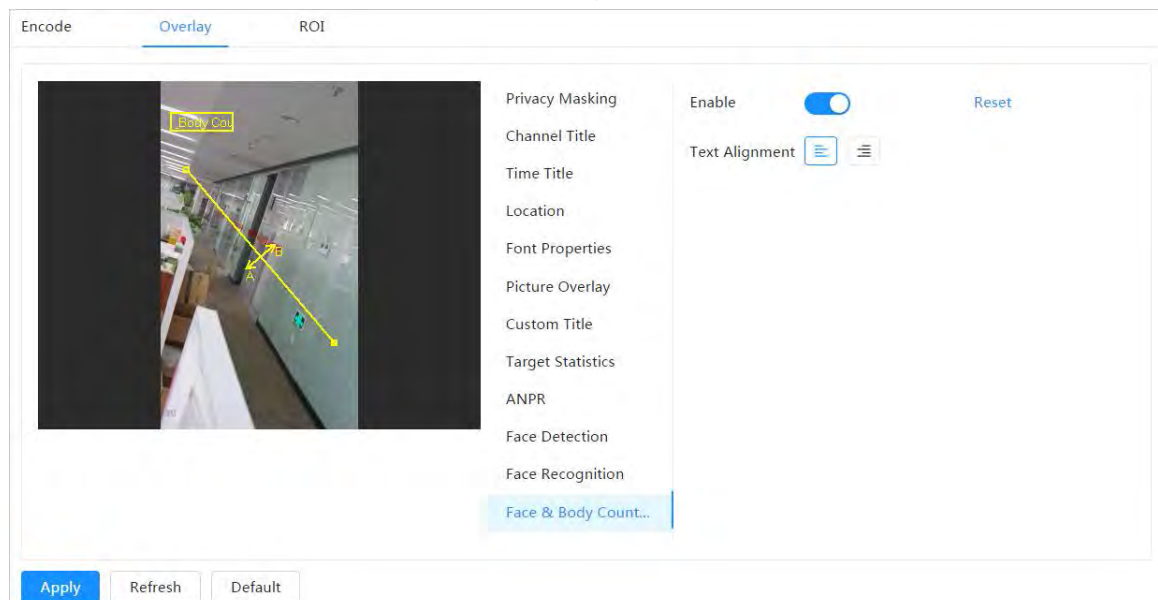 Encode Overlay ROI
Body Cou
A
B
Privacy Masking
Channel Title
Time Title
Location
Font Properties
Picture Overlay
Custom Title
Target Statistics
ANPR
Face Detection
Face Recognition
Face & Body Count...
Enable Reset
Text Alignment
Apply Refresh Default